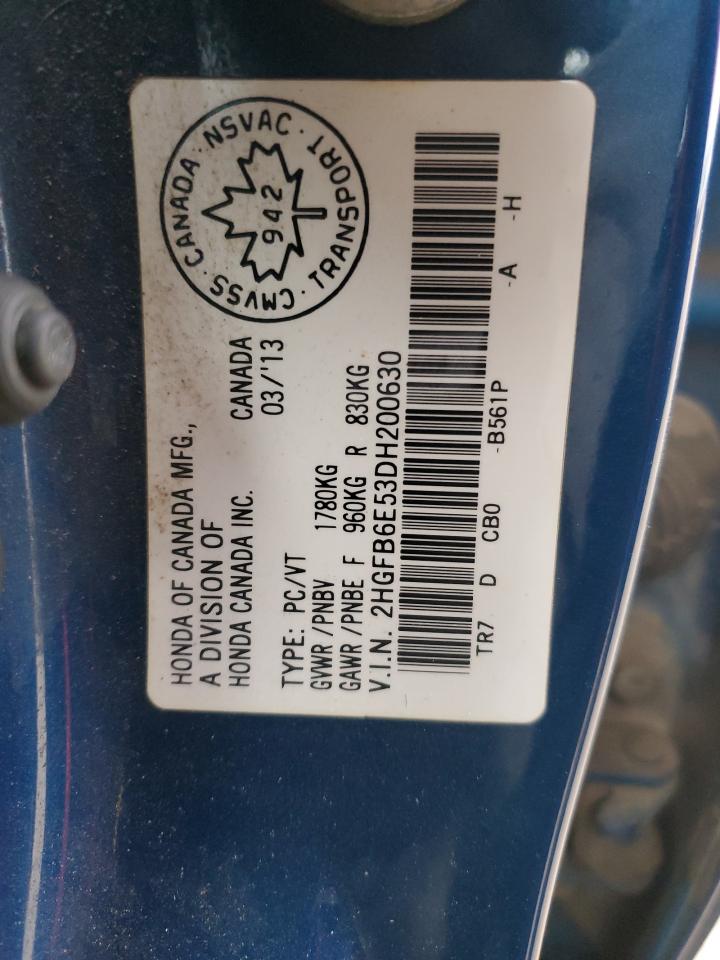 HONDA OF CANADA MFG.,
A DIVISION OF
HONDA CANADA INC.
CANADA
03/'13
CMVSS · CANADA · NSVAC · TRANSPORT ·
942
TYPE: PC/VT
GVWR /PNBV 1780KG
GAWR /PNBE F 960KG R 830KG
V.I.N. 2HGFB6E53DH200630
TR7 D CB0 -B561P -A -H